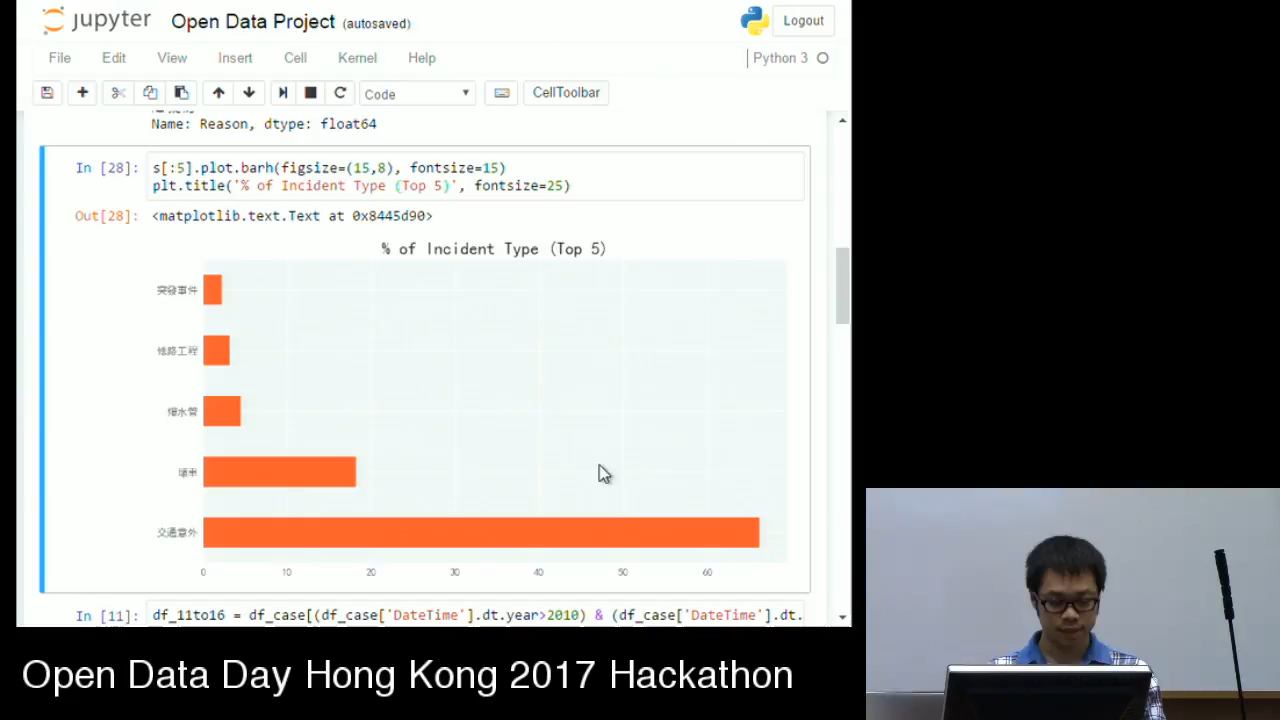 jupyter Open Data Project (autosaved)
Logout
File Edit View Insert Cell Kernel Help
Python 3
Code
CellToolbar
Name: Reason, dtype: float64
In [28]: s[:5].plot.barh(figsize=(15,8), fontsize=15)
plt.title('% of Incident Type (Top 5)', fontsize=25)
Out[28]: <matplotlib.text.Text at 0x8445d90>
% of Incident Type (Top 5)
突發事件
修路工程
爆水管
壞車
交通意外
0 10 20 30 40 50 60
In [11]: df_11to16 = df_case[(df_case['DateTime'].dt.year>2010) & (df_case['DateTime'].dt.
Open Data Day Hong Kong 2017 Hackathon